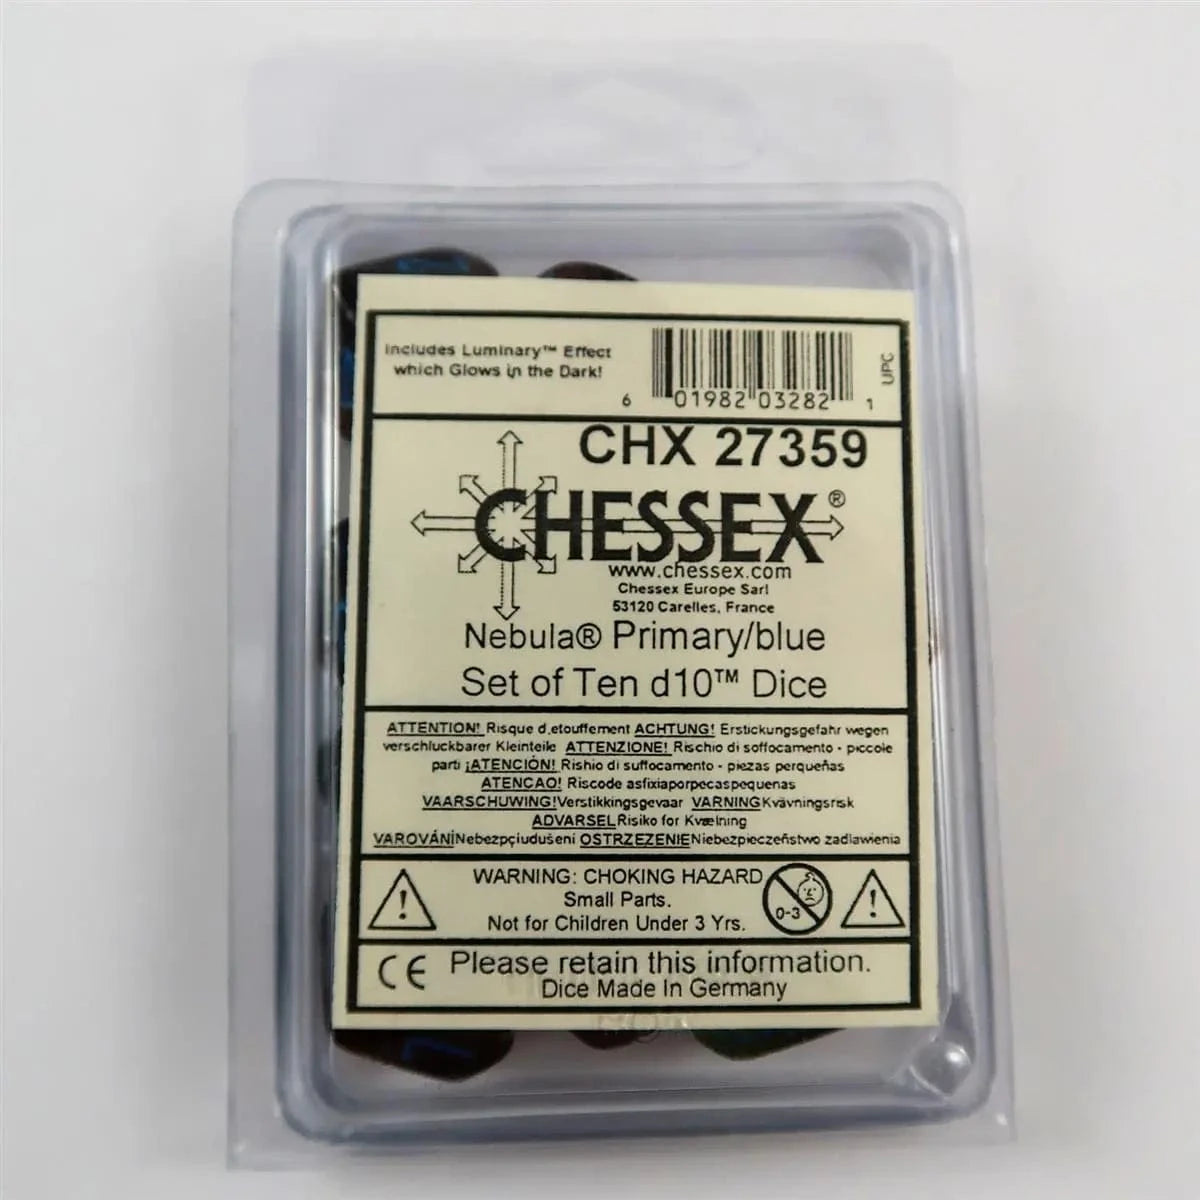 Includes Luminary™ Effect
which Glows in the Dark!
6 01982 03282 1
UPC
CHX 27359
CHESSEX®
www.chessex.com
Chessex Europe Sarl
53120 Carelles, France
Nebula® Primary/blue
Set of Ten d10™ Dice
ATTENTION! Risque d,etouffement ACHTUNG! Erstickungsgefahr wegen
verschluckbarer Kleinteile ATTENZIONE! Rischio di soffocamento - piccole
parti ¡ATENCIÓN! Rishio di suffocamento - piezas perqueñas
ATENCAO! Riscode asfixiaporpecaspequenas
VAARSCHUWING!Verstikkingsgevaar VARNING Kvävningsrisk
ADVARSEL Risiko for Kvælning
VAROVÁNÍNebezpçíudušení OSTRZEZENIENiebezpieczeństwo zadlawienia
WARNING: CHOKING HAZARD
Small Parts.
Not for Children Under 3 Yrs.
0-3
CE Please retain this information.
Dice Made In Germany